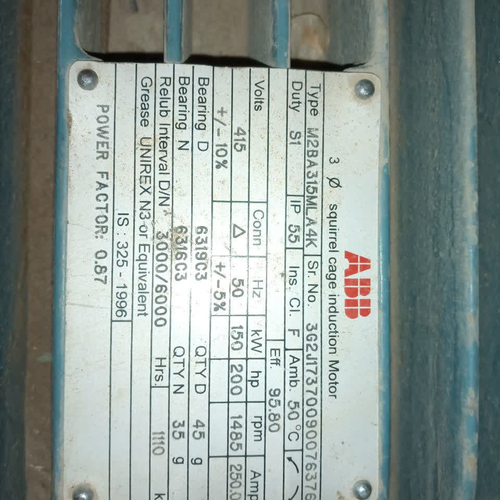 ABB
3 Ø squirrel cage induction Motor
Type M2BA315MLA4K Sr. No. 3G2J1737009007637
Duty S1 IP 55 Ins. Cl. F Amb. 50 °C
Eff 95.80
Volts Conn Hz kW hp rpm Amp
415 Δ 50 150 200 1485 250.0
+/- 10% +/- 5%
Bearing D 6319C3 QTY D 45 g
Bearing N 6316C3 QTY N 35 g
Relub Interval D/N 3000/6000 Hrs. 1110 k
Grease UNIREX N3 or Equivalent
IS : 325 - 1996
POWER FACTOR: 0.87